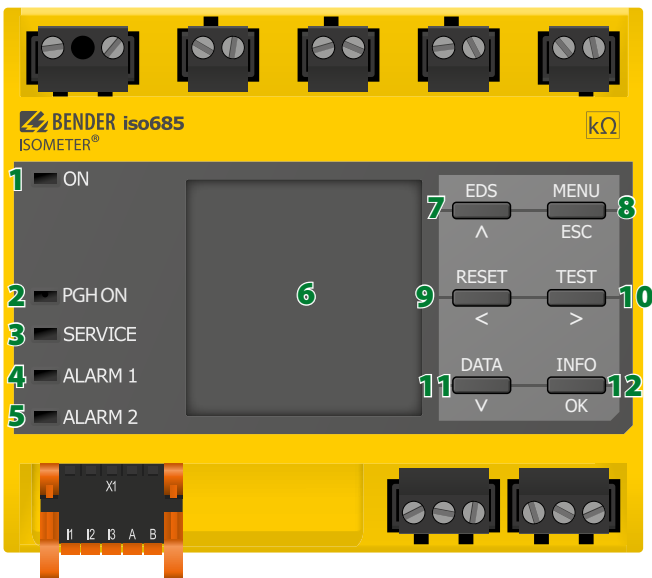 BENDER iso685
ISOMETER®
kΩ
1 ON
7 EDS
MENU 8
∧
ESC
2 PGH ON
6
9 RESET
TEST 10
<
>
3 SERVICE
4 ALARM 1
11 DATA
INFO 12
∨
OK
5 ALARM 2
X1
I1 I2 I3 A B